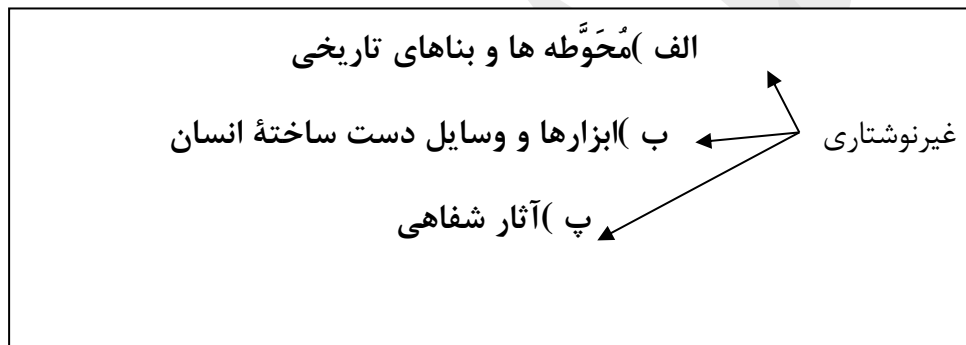 الف )مُحَوَّطه ها و بناهای تاریخی
غیرنوشتاری
ب )ابزارها و وسایل دست ساختهٔ انسان
پ )آثار شفاهی